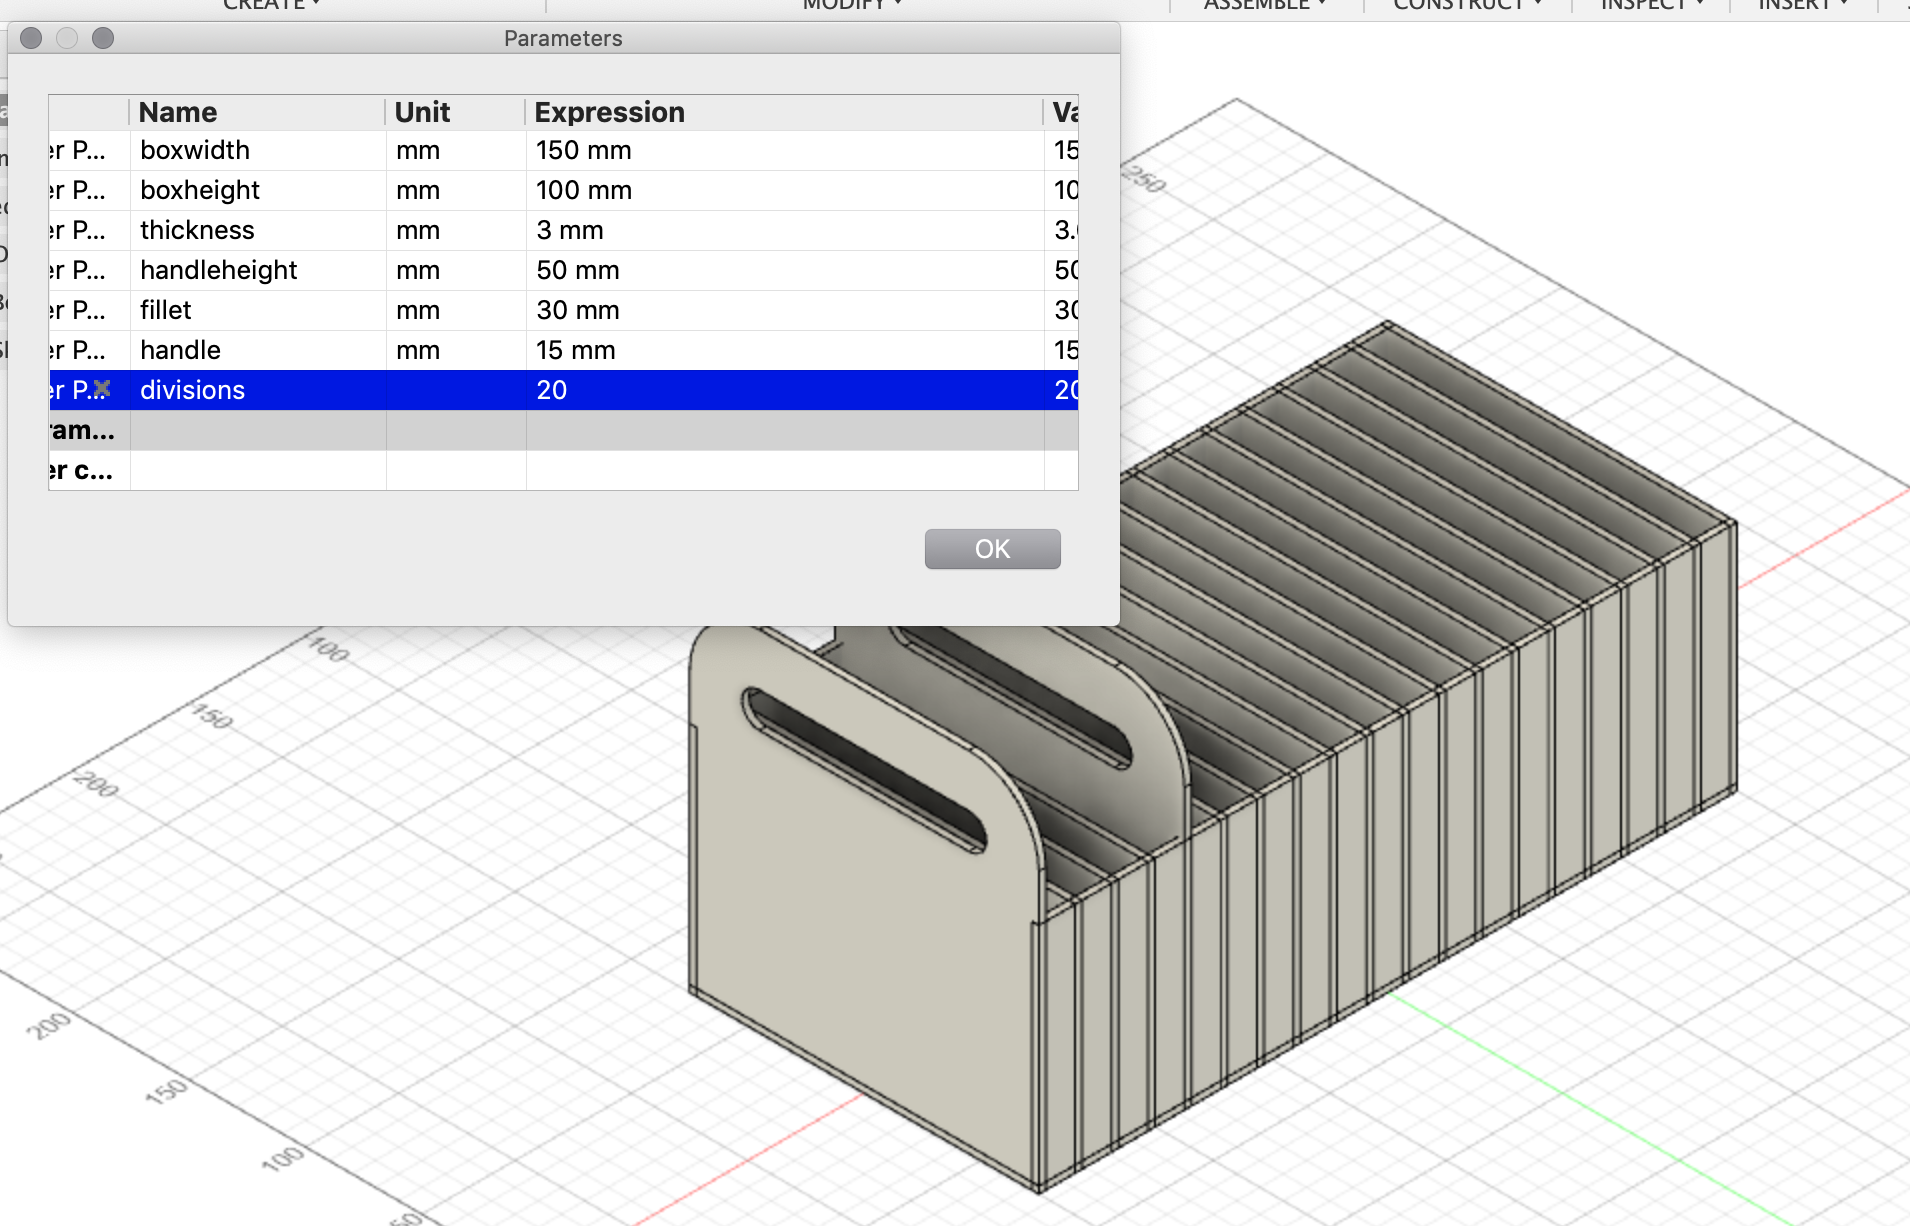 CREATE MODIFY ASSEMBLE CONSTRUCT INSPECT INSERT
Parameters
Name Unit Expression Va
er P... boxwidth mm 150 mm 15
er P... boxheight mm 100 mm 10
er P... thickness mm 3 mm 3.
er P... handleheight mm 50 mm 50
er P... fillet mm 30 mm 30
er P... handle mm 15 mm 15
er P... divisions 20 20
ram...
er c...
OK
250
100
150
200
200
150
100
50